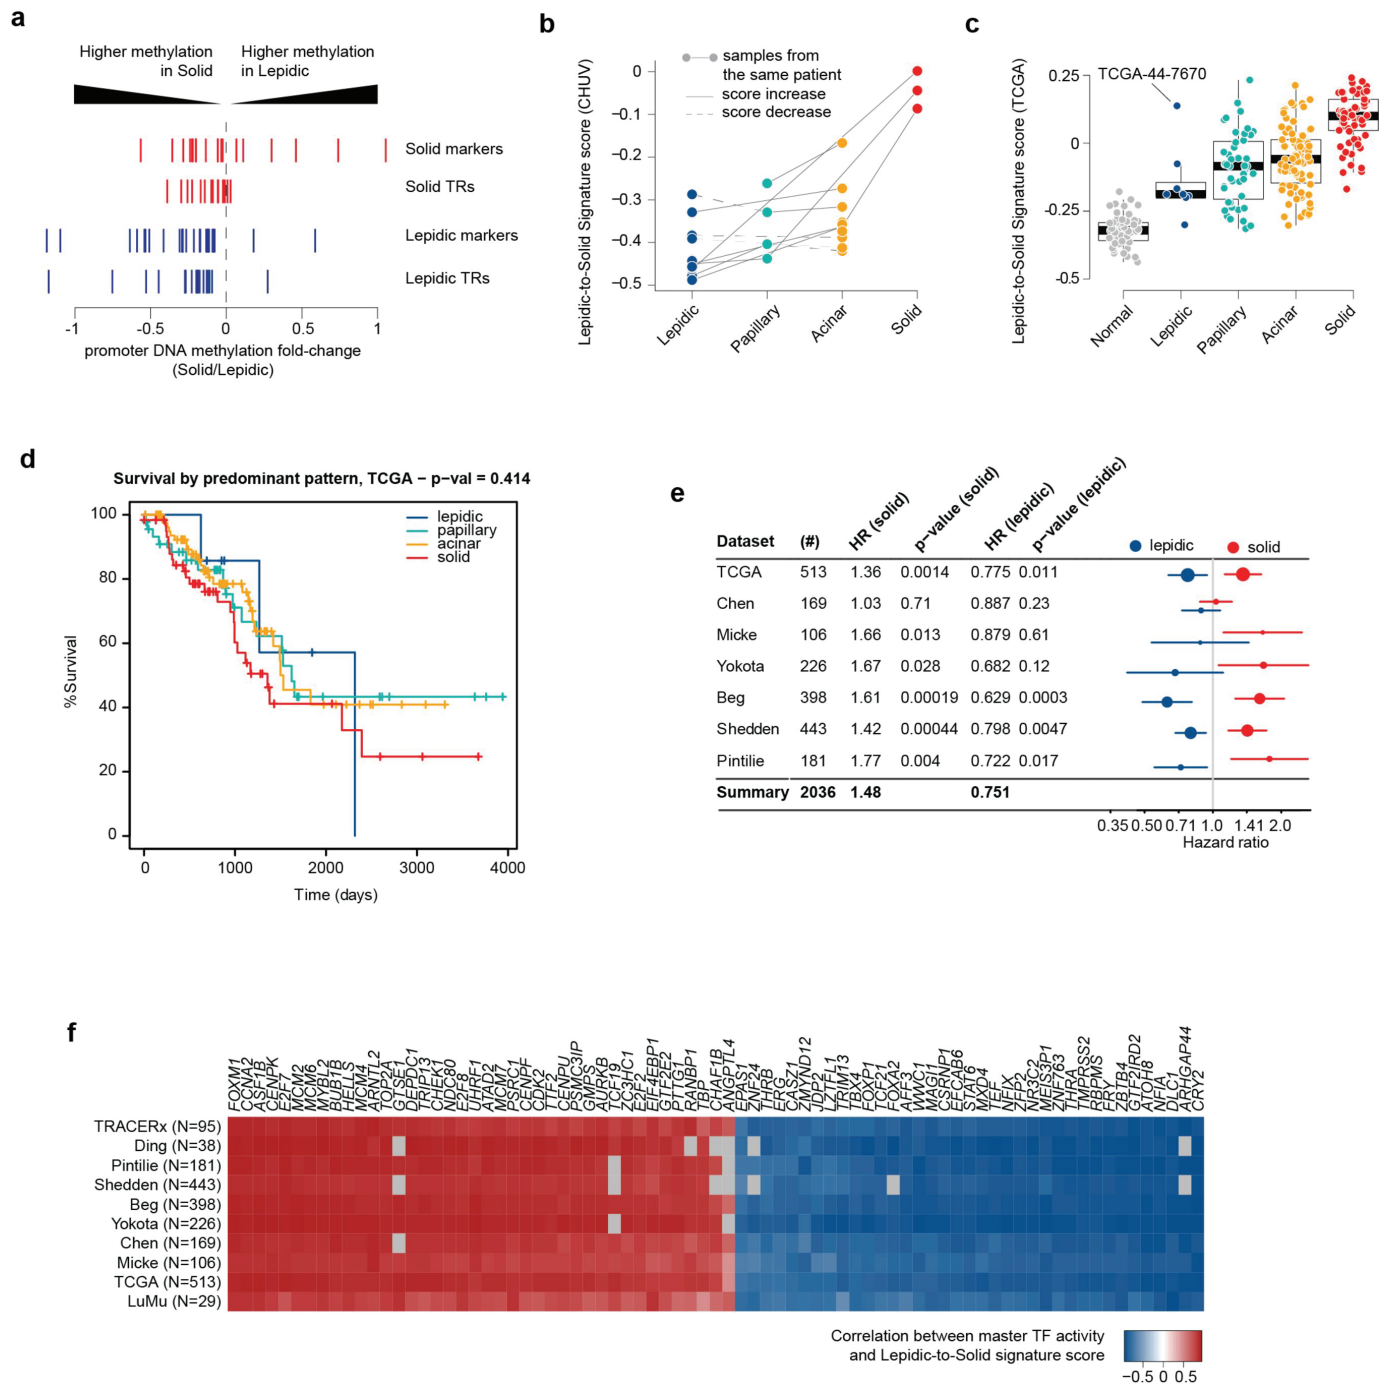 a
Higher methylation
in Solid
Higher methylation
in Lepidic
Solid markers
Solid TRs
Lepidic markers
Lepidic TRs
-1
-0.5
0
0.5
1
promoter DNA methylation fold-change
(Solid/Lepidic)
b
Lepidic-to-Solid Signature score (CHUV)
samples from
the same patient
score increase
score decrease
0
−0.1
−0.2
−0.3
−0.4
−0.5
Lepidic
Papillary
Acinar
Solid
c
Lepidic-to-Solid Signature score (TCGA)
TCGA-44-7670
0.25
0
-0.25
-0.5
Normal
Lepidic
Papillary
Acinar
Solid
d
Survival by predominant pattern, TCGA − p−val = 0.414
lepidic
papillary
acinar
solid
%Survival
100
80
60
40
20
0
0
1000
2000
3000
4000
Time (days)
e
Dataset (#) HR (solid) p−value (solid) HR (lepidic) p−value (lepidic)
lepidic
solid
TCGA 513 1.36 0.0014 0.775 0.011
Chen 169 1.03 0.71 0.887 0.23
Micke 106 1.66 0.013 0.879 0.61
Yokota 226 1.67 0.028 0.682 0.12
Beg 398 1.61 0.00019 0.629 0.0003
Shedden 443 1.42 0.00044 0.798 0.0047
Pintilie 181 1.77 0.004 0.722 0.017
Summary 2036 1.48 0.751
0.35 0.50 0.71 1.0 1.41 2.0
Hazard ratio
f
FOXM1
CCNA2
ASF1B
CENPK
E2F7
MCM2
MCM6
MYBL2
BUB1B
HELLS
MCM4
ARNTL2
TOP2A
GTSE1
DEPDC1
TRIP13
CHEK1
NDC80
E2F8
UHRF1
ATAD2
MCM7
PSRC1
CENPF
CDK2
TTF2
CENPU
PSMC3IP
GMPS
AURKB
TCF19
ZC3HC1
E2F2
EIF4EBP1
GTF2E2
PTTG1
RANBP1
TBP
CHAF1B
ANGPTL4
EPAS1
ZNF24
THRB
ERG
CASZ1
ZMYND12
JDP2
LZTFL1
TRIM13
TBX4
FOXP1
TCF21
FOXA2
AFF3
WWC1
MAGI1
CSRNP1
EFCAB6
STAT6
MXD4
TEF
NFIX
ZFP2
NR3C2
MEIS3P1
ZNF763
THRA
TMPRSS2
RBPMS
FRY
ZBTB4
GTF2IRD2
ATOH8
NFIA
DLC1
ARHGAP44
CRY2
TRACERx (N=95)
Ding (N=38)
Pintilie (N=181)
Shedden (N=443)
Beg (N=398)
Yokota (N=226)
Chen (N=169)
Micke (N=106)
TCGA (N=513)
LuMu (N=29)
Correlation between master TF activity
and Lepidic-to-Solid signature score
−0.5 0 0.5